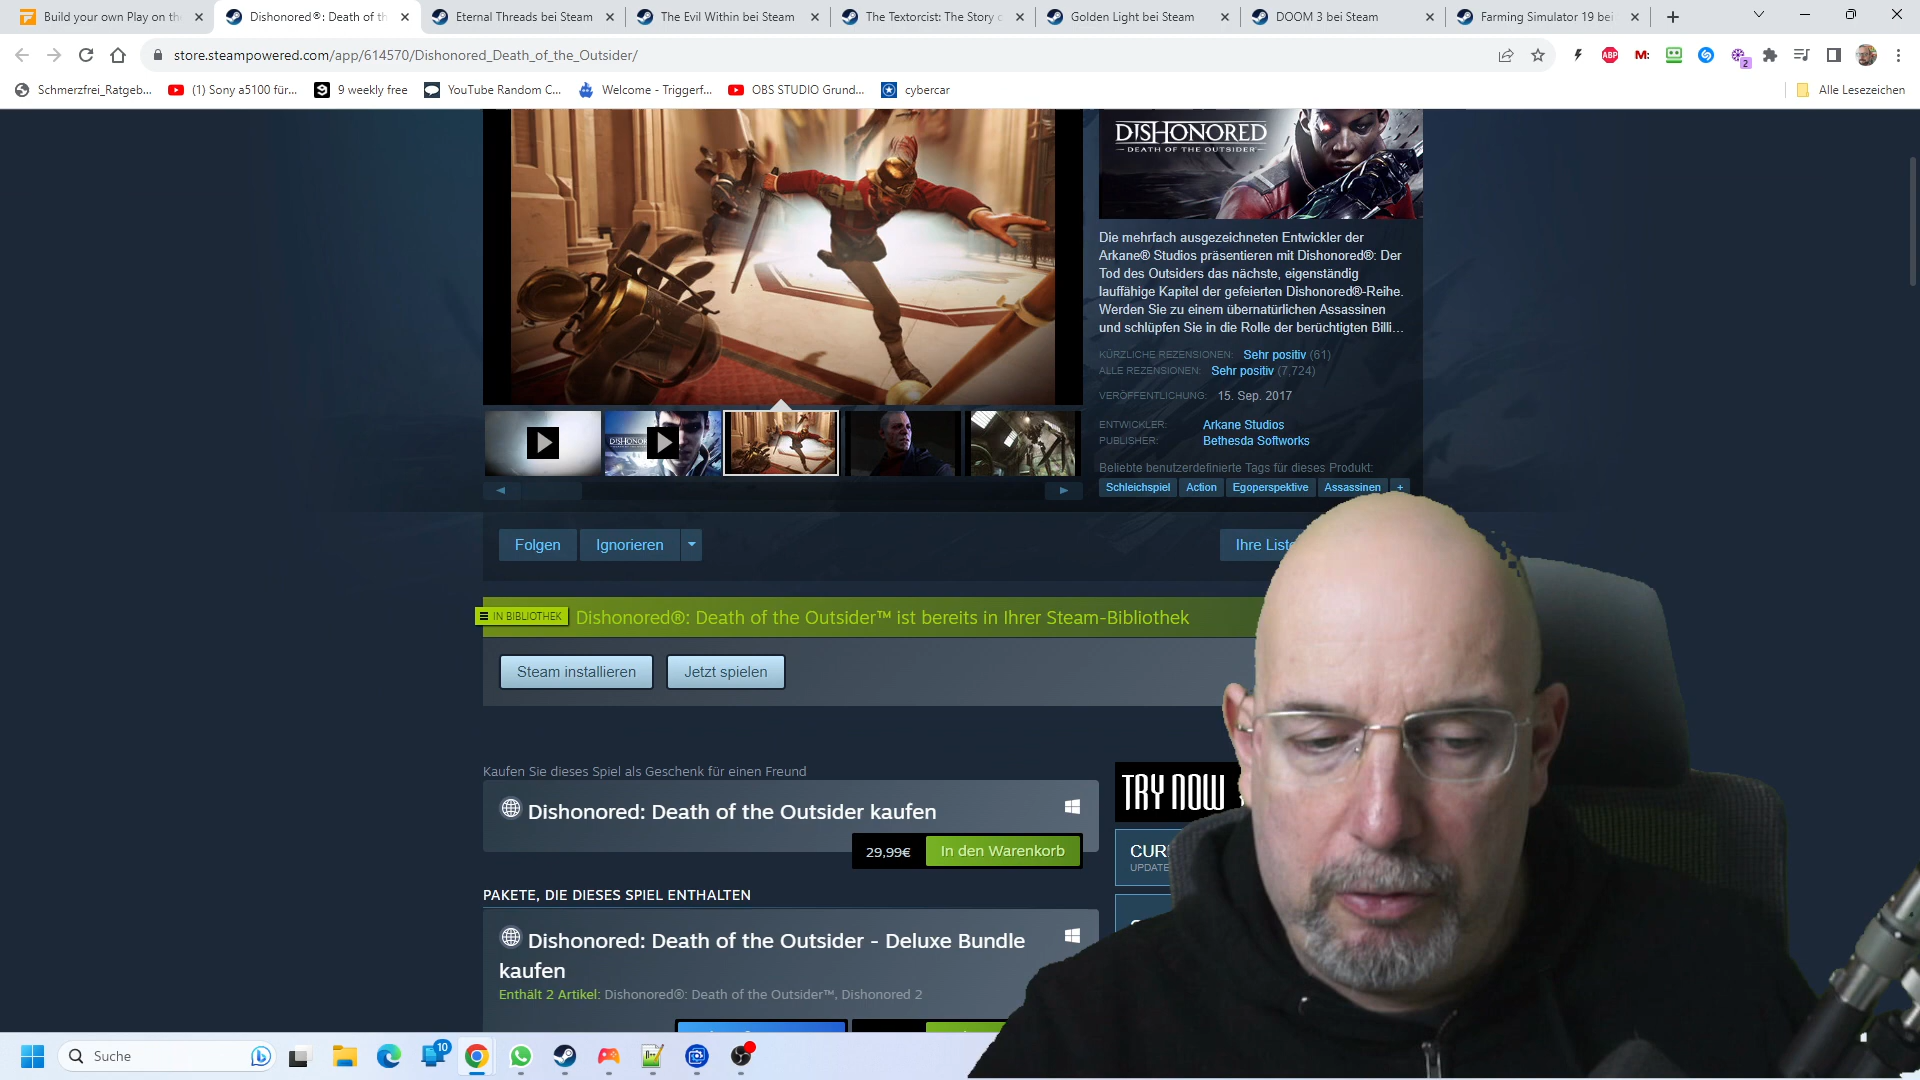 Build your own Play on th
Dishonored®: Death of th
Eternal Threads bei Steam
The Evil Within bei Steam
The Textorcist: The Story
Golden Light bei Steam
DOOM 3 bei Steam
Farming Simulator 19 bei
store.steampowered.com/app/614570/Dishonored_Death_of_the_Outsider/
ABP
M:
2
Schmerzfrei_Ratgeb...
(1) Sony a5100 für...
9 weekly free
YouTube Random C...
Welcome - Triggerf...
OBS STUDIO Grund...
cybercar
Alle Lesezeichen
DISHONORED
DEATH OF THE OUTSIDER
Die mehrfach ausgezeichneten Entwickler der
Arkane® Studios präsentieren mit Dishonored®: Der
Tod des Outsiders das nächste, eigenständig
lauffähige Kapitel der gefeierten Dishonored®-Reihe.
Werden Sie zu einem übernatürlichen Assassinen
und schlüpfen Sie in die Rolle der berüchtigten Billi...
KÜRZLICHE REZENSIONEN: Sehr positiv (61)
ALLE REZENSIONEN: Sehr positiv (7,724)
VERÖFFENTLICHUNG: 15. Sep. 2017
ENTWICKLER: Arkane Studios
PUBLISHER: Bethesda Softworks
Beliebte benutzerdefinierte Tags für dieses Produkt:
Schleichspiel Action Egoperspektive Assassinen +
Folgen
Ignorieren
Ihre Liste
IN BIBLIOTHEK
Dishonored®: Death of the Outsider™ ist bereits in Ihrer Steam-Bibliothek
Steam installieren
Jetzt spielen
Kaufen Sie dieses Spiel als Geschenk für einen Freund
Dishonored: Death of the Outsider kaufen
29,99€
In den Warenkorb
TRY NOW
CUR
UPDATE
PAKETE, DIE DIESES SPIEL ENTHALTEN
Dishonored: Death of the Outsider - Deluxe Bundle
kaufen
Enthält 2 Artikel: Dishonored®: Death of the Outsider™, Dishonored 2
Suche
10